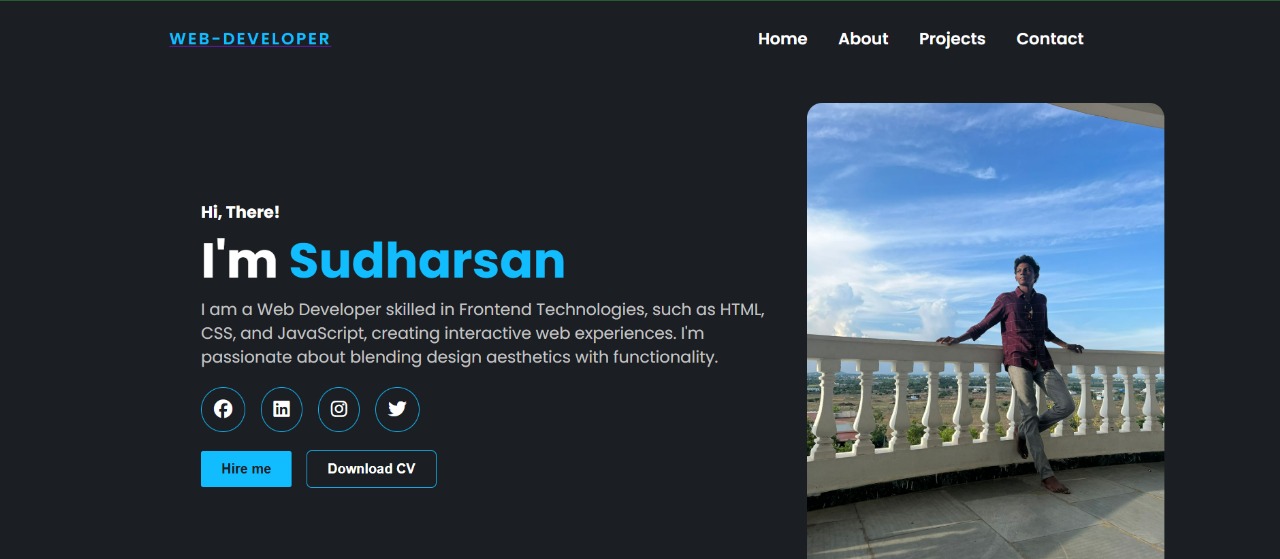 WEB-DEVELOPER
Home About Projects Contact
Hi, There!
I'm Sudharsan
I am a Web Developer skilled in Frontend Technologies, such as HTML,
CSS, and JavaScript, creating interactive web experiences. I'm
passionate about blending design aesthetics with functionality.
Hire me
Download CV